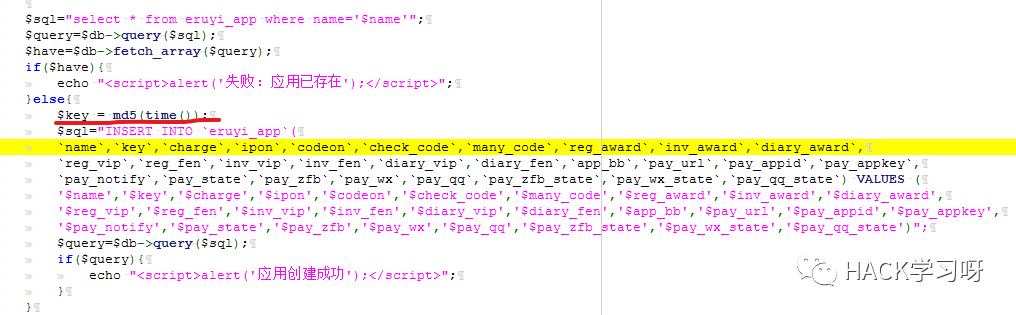 $sql="select * from eruyi_app where name='$name'";
$query=$db->query($sql);
$have=$db->fetch_array($query);
if($have){
echo "<script>alert('失败: 应用已存在');</script>";
}else{
$key = md5(time());
$sql="INSERT INTO `eruyi_app`(
`name`,`key`,`charge`,`ipon`,`codeon`,`check_code`,`many_code`,`reg_award`,`inv_award`,`diary_award`,
`reg_vip`,`reg_fen`,`inv_vip`,`inv_fen`,`diary_vip`,`diary_fen`,`app_bb`,`pay_url`,`pay_appid`,`pay_appkey`,
`pay_notify`,`pay_state`,`pay_zfb`,`pay_wx`,`pay_qq`,`pay_zfb_state`,`pay_wx_state`,`pay_qq_state`) VALUES (
'$name','$key','$charge','$ipon','$codeon','$check_code','$many_code','$reg_award','$inv_award','$diary_award',
'$reg_vip','$reg_fen','$inv_vip','$inv_fen','$diary_vip','$diary_fen','$app_bb','$pay_url','$pay_appid','$pay_appkey',
'$pay_notify','$pay_state','$pay_zfb','$pay_wx','$pay_qq','$pay_zfb_state','$pay_wx_state','$pay_qq_state')";
$query=$db->query($sql);
if($query){
echo "<script>alert('应用创建成功');</script>";
}
}
HACK学习呀